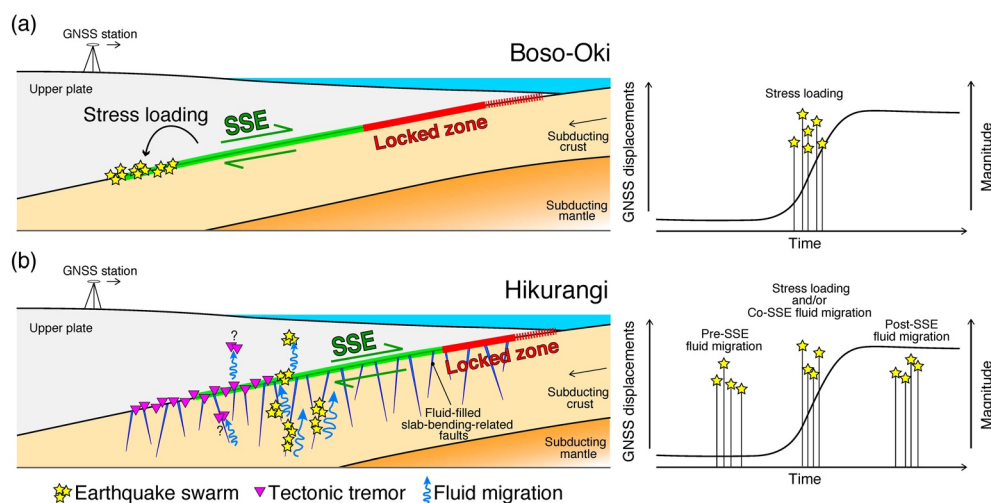 (a)
GNSS
station
Boso-Oki
Upper plate
Stress loading
SSE
Locked zone
Subducting
crust
Subducting
mantle
GNSS displacements
Stress loading
Magnitude
Time
(b)
GNSS
station
Hikurangi
Upper plate
?
SSE
Locked zone
Subducting
crust
?
Fluid-filled
slab-bending-related
faults
Subducting
mantle
GNSS displacements
Stress loading
and/or
Co-SSE fluid migration
Pre-SSE
fluid migration
Post-SSE
fluid migration
Magnitude
Time
Earthquake swarm Tectonic tremor Fluid migration